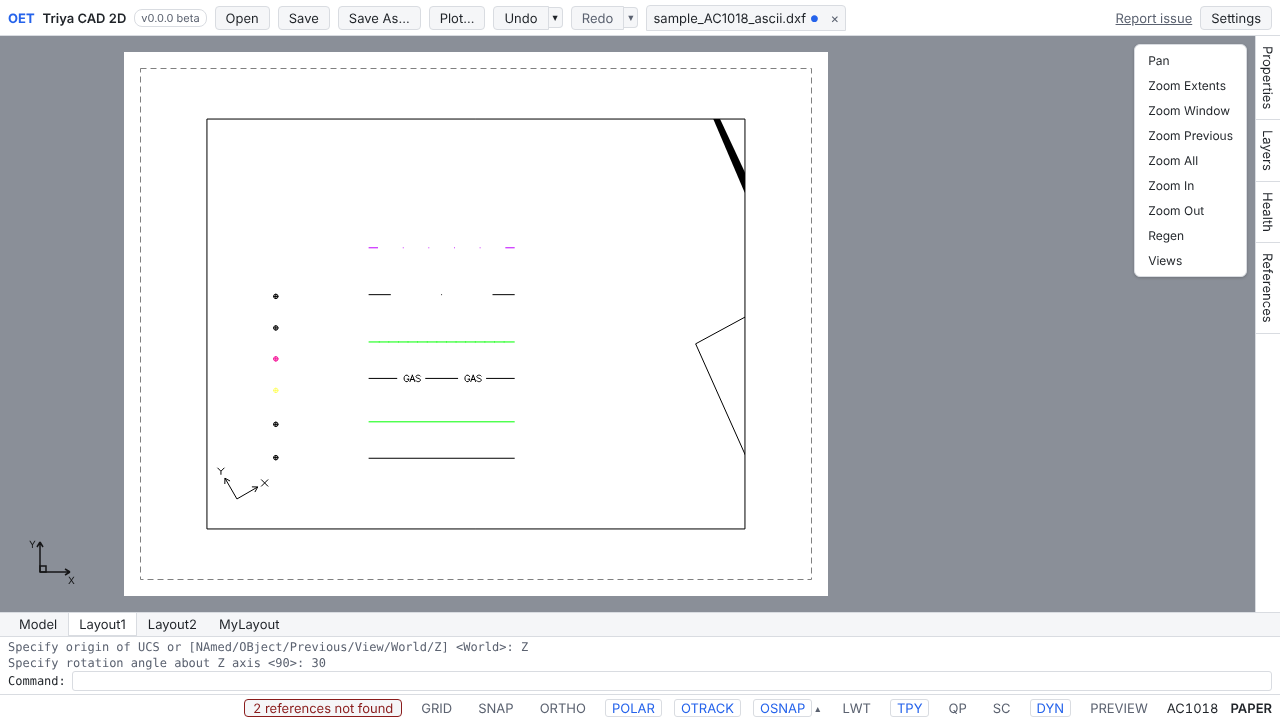 OET Triya CAD 2D v0.0.0 beta Open Save Save As... Plot... Undo ▾ Redo ▾ sample_AC1018_ascii.dxf ● × Report issue Settings
Pan
Zoom Extents
Zoom Window
Zoom Previous
Zoom All
Zoom In
Zoom Out
Regen
Views
Properties
Layers
Health
References
GAS GAS
Y
X
Y
X
Model Layout1 Layout2 MyLayout
Specify origin of UCS or [NAmed/OBject/Previous/View/World/Z] <World>: Z
Specify rotation angle about Z axis <90>: 30
Command:
2 references not found GRID SNAP ORTHO POLAR OTRACK OSNAP ▴ LWT TPY QP SC DYN PREVIEW AC1018 PAPER